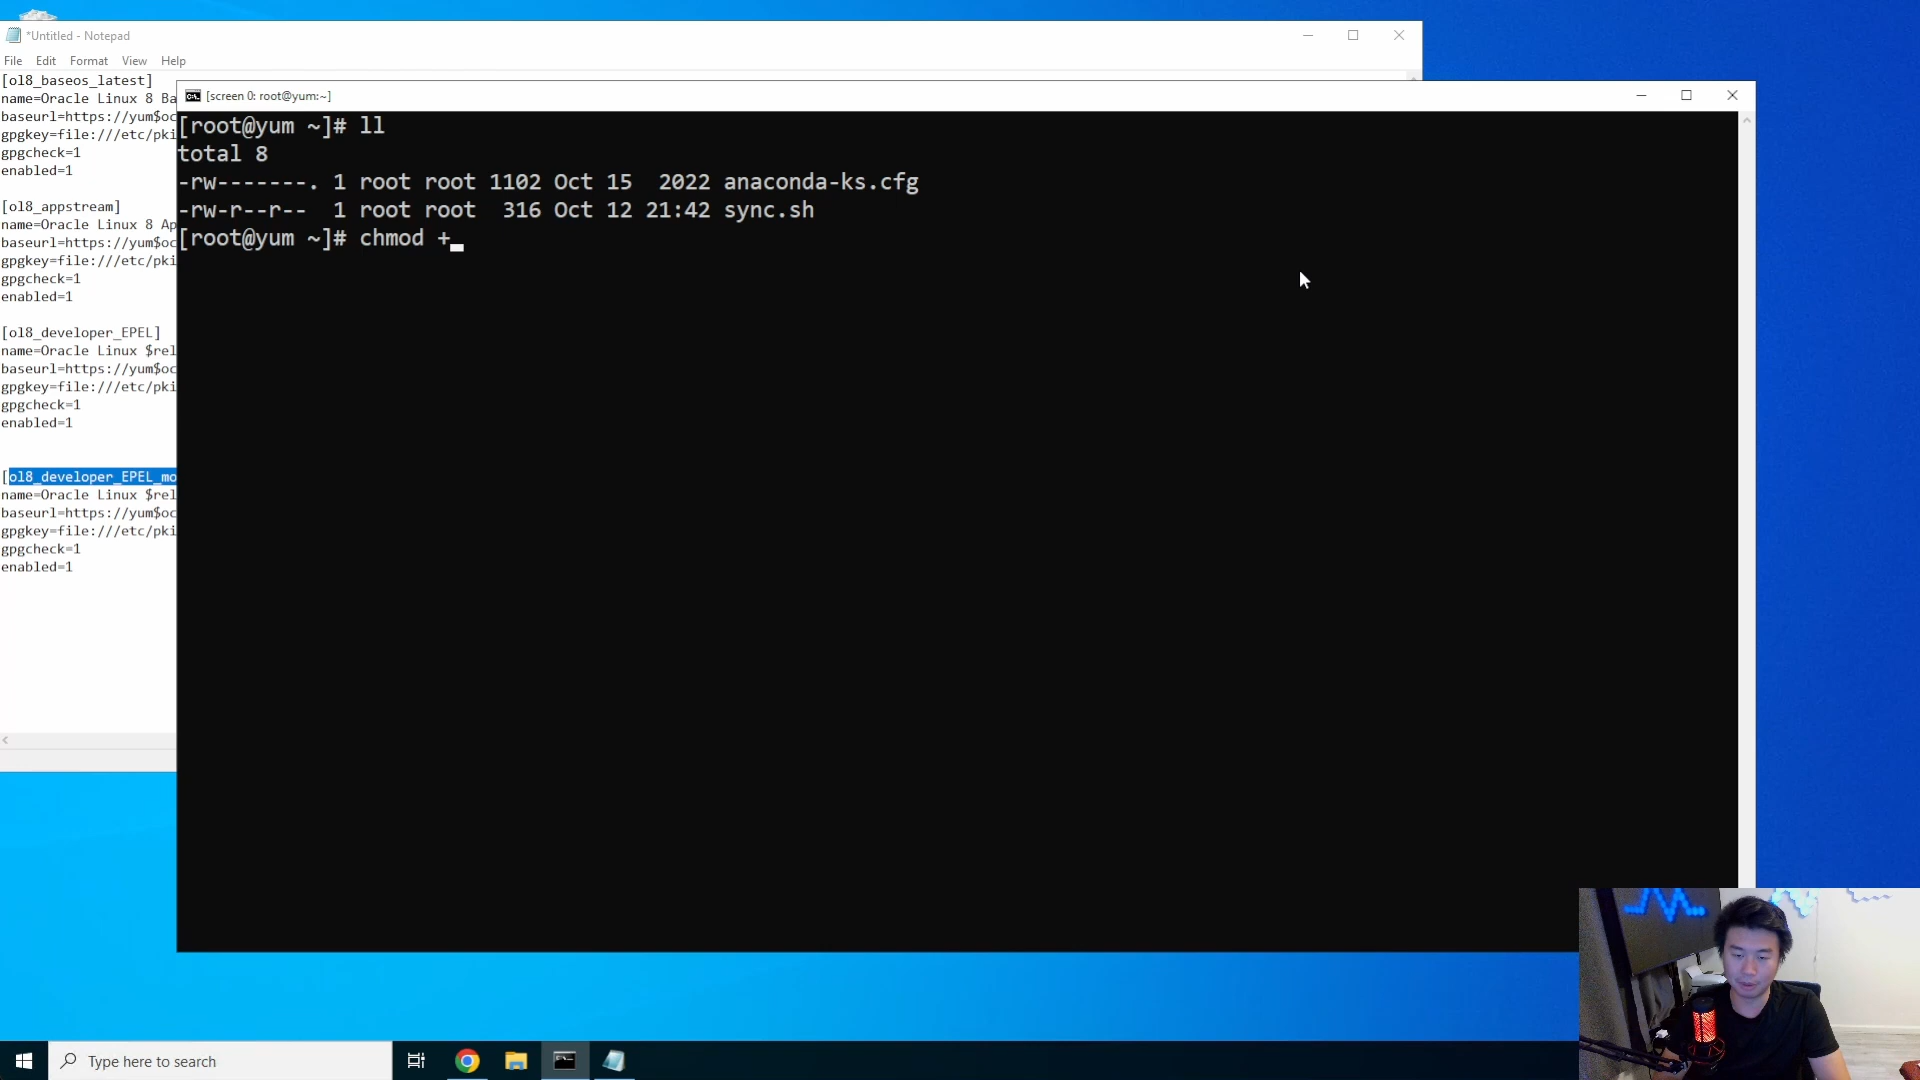 *Untitled - Notepad
File Edit Format View Help
[ol8_baseos_latest]
name=Oracle Linux 8 Ba
baseurl=https://yum$oc
gpgkey=file:///etc/pki
gpgcheck=1
enabled=1
[ol8_appstream]
name=Oracle Linux 8 Ap
baseurl=https://yum$oc
gpgkey=file:///etc/pki
gpgcheck=1
enabled=1
[ol8_developer_EPEL]
name=Oracle Linux $rel
baseurl=https://yum$oc
gpgkey=file:///etc/pki
gpgcheck=1
enabled=1
[ol8_developer_EPEL_mo
name=Oracle Linux $rel
baseurl=https://yum$oc
gpgkey=file:///etc/pki
gpgcheck=1
enabled=1
[screen 0: root@yum:~]
[root@yum ~]# ll
total 8
-rw-------. 1 root root 1102 Oct 15  2022 anaconda-ks.cfg
-rw-r--r--  1 root root  316 Oct 12 21:42 sync.sh
[root@yum ~]# chmod +_
Type here to search